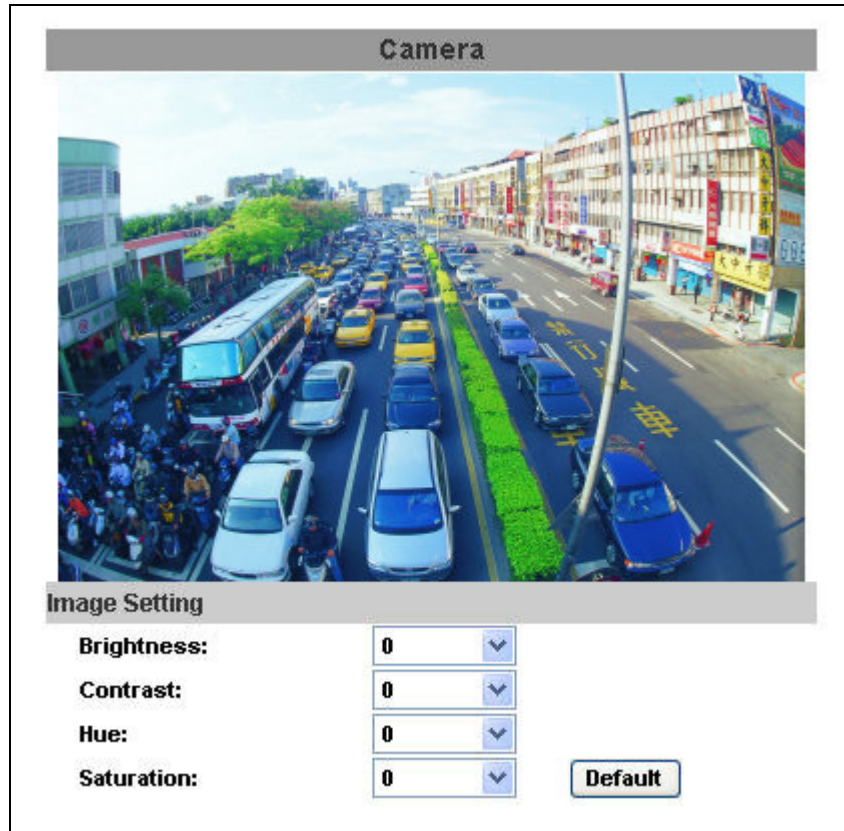 Camera
Image Setting
Brightness: 0
Contrast: 0
Hue: 0
Saturation: 0 Default